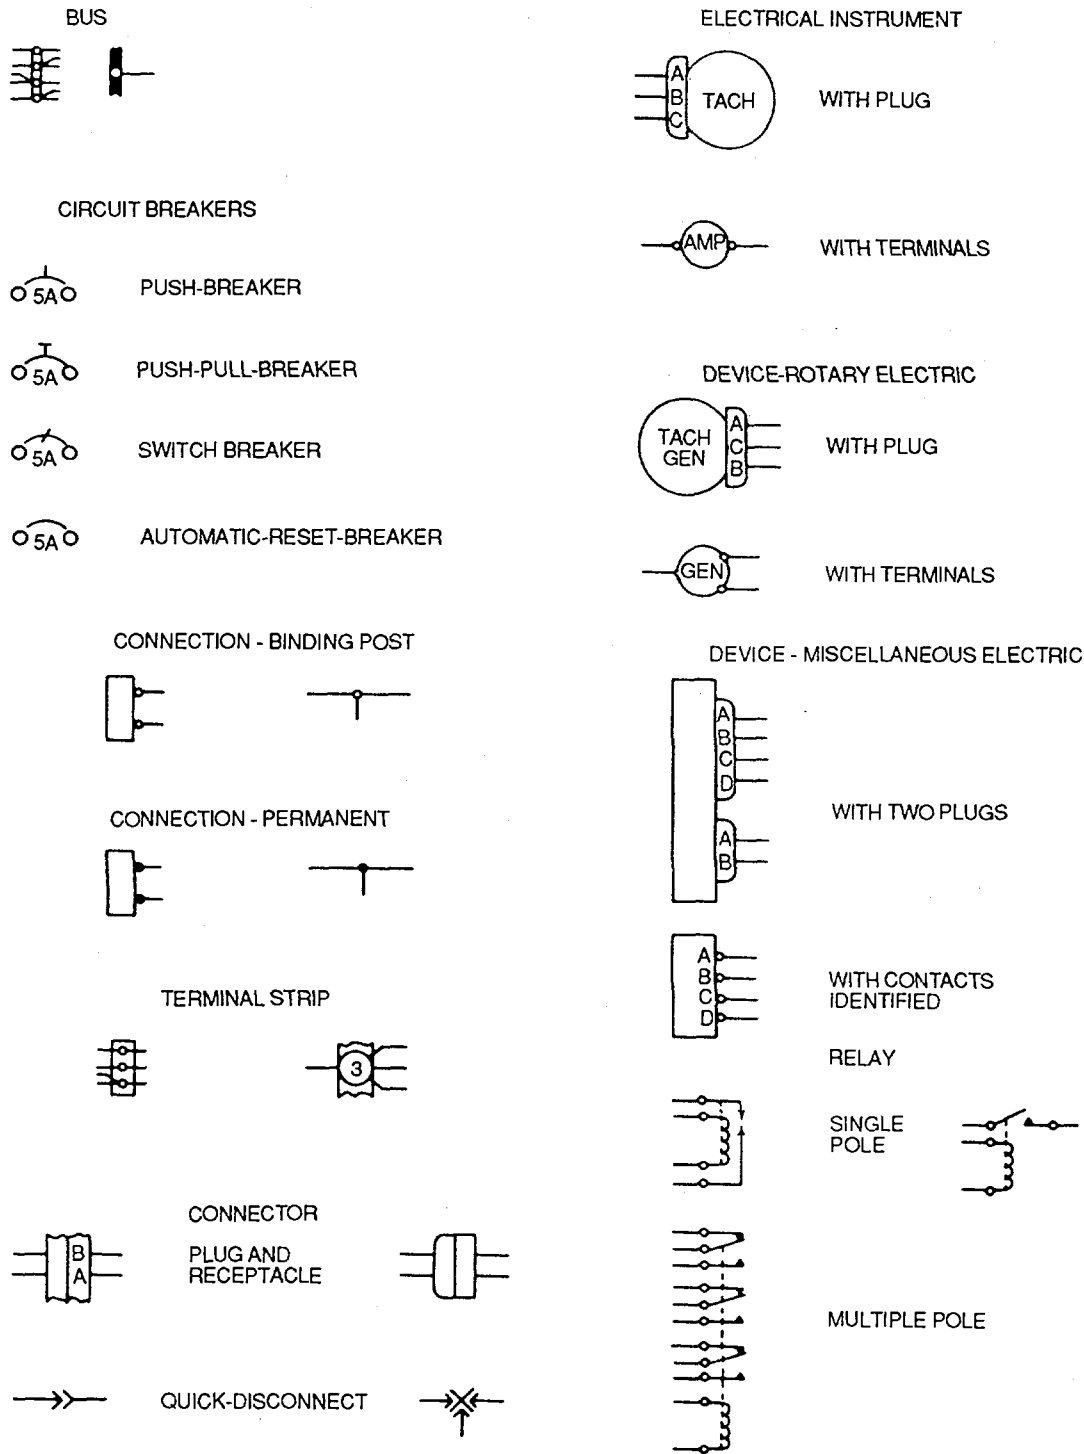 BUS
CIRCUIT BREAKERS
5A
PUSH-BREAKER
5A
PUSH-PULL-BREAKER
5A
SWITCH BREAKER
5A
AUTOMATIC-RESET-BREAKER
CONNECTION - BINDING POST
CONNECTION - PERMANENT
TERMINAL STRIP
3
CONNECTOR
B
A
PLUG AND
RECEPTACLE
QUICK-DISCONNECT
ELECTRICAL INSTRUMENT
A
B
C
TACH
WITH PLUG
AMP
WITH TERMINALS
DEVICE-ROTARY ELECTRIC
TACH
GEN
A
C
B
WITH PLUG
GEN
WITH TERMINALS
DEVICE - MISCELLANEOUS ELECTRIC
A
B
C
D
A
B
WITH TWO PLUGS
A
B
C
D
WITH CONTACTS
IDENTIFIED
RELAY
SINGLE
POLE
MULTIPLE POLE